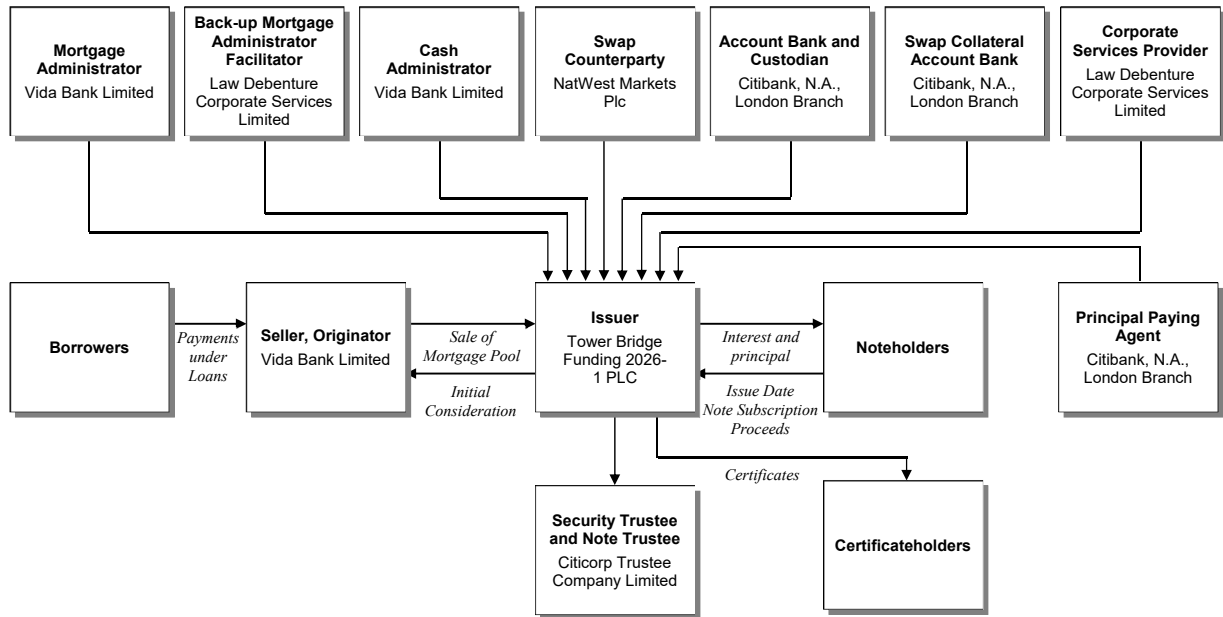 Mortgage
Administrator
Vida Bank Limited
Back-up Mortgage
Administrator
Facilitator
Law Debenture
Corporate Services
Limited
Cash
Administrator
Vida Bank Limited
Swap
Counterparty
NatWest Markets
Plc
Account Bank and
Custodian
Citibank, N.A.,
London Branch
Swap Collateral
Account Bank
Citibank, N.A.,
London Branch
Corporate
Services Provider
Law Debenture
Corporate Services
Limited
Borrowers
Payments
under
Loans
Seller, Originator
Vida Bank Limited
Sale of
Mortgage Pool
Initial
Consideration
Issuer
Tower Bridge
Funding 2026-
1 PLC
Interest and
principal
Issue Date
Note Subscription
Proceeds
Noteholders
Principal Paying
Agent
Citibank, N.A.,
London Branch
Certificates
Security Trustee
and Note Trustee
Citicorp Trustee
Company Limited
Certificateholders